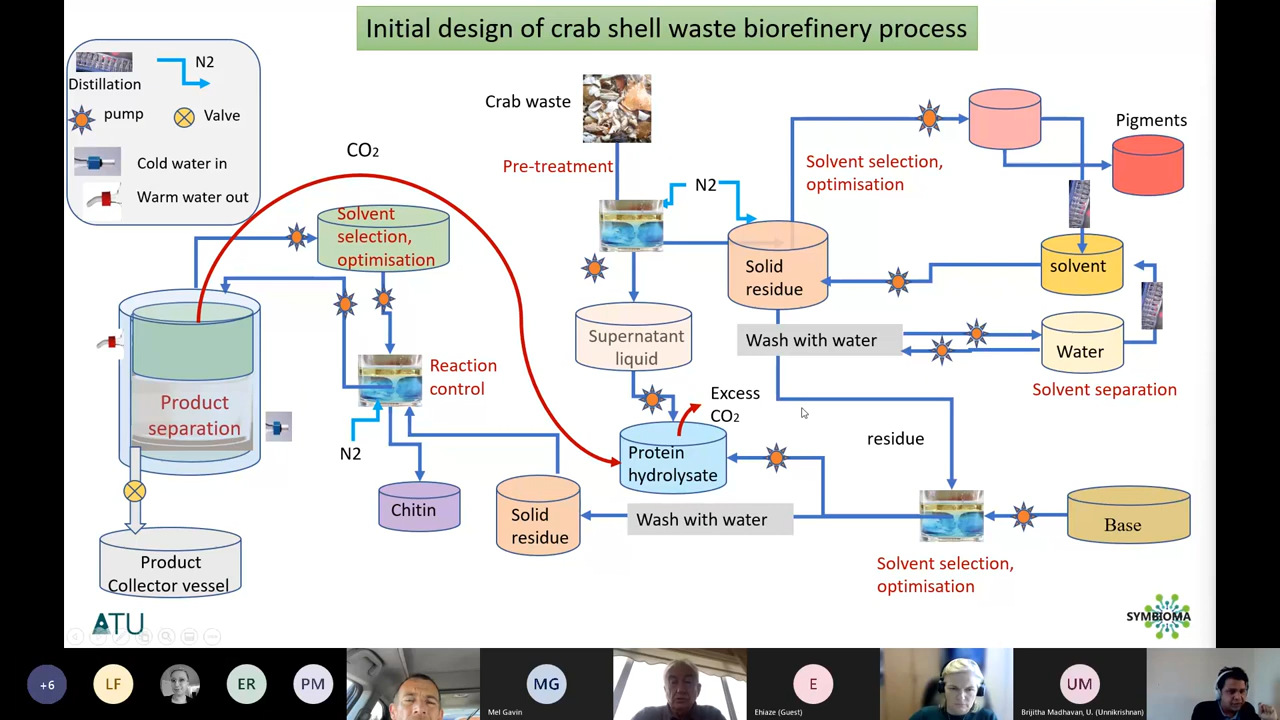 Initial design of crab shell waste biorefinery process
N2
Distillation
pump
Valve
Cold water in
Warm water out
CO₂
Crab waste
Pre-treatment
N2
Solvent selection,
optimisation
Pigments
Solvent
selection,
optimisation
Solid
residue
solvent
Supernatant
liquid
Wash with water
Water
Solvent separation
Reaction
control
Product
separation
Excess
CO₂
residue
N2
Protein
hydrolysate
Chitin
Solid
residue
Wash with water
Base
Product
Collector vessel
Solvent selection,
optimisation
ATU
SYMBIOMA
+6
LF
ER
PM
MG
Mel Gavin
E
Ehiaze (Guest)
UM
Brijitha Madhavan, U. (Unnikrishnan)